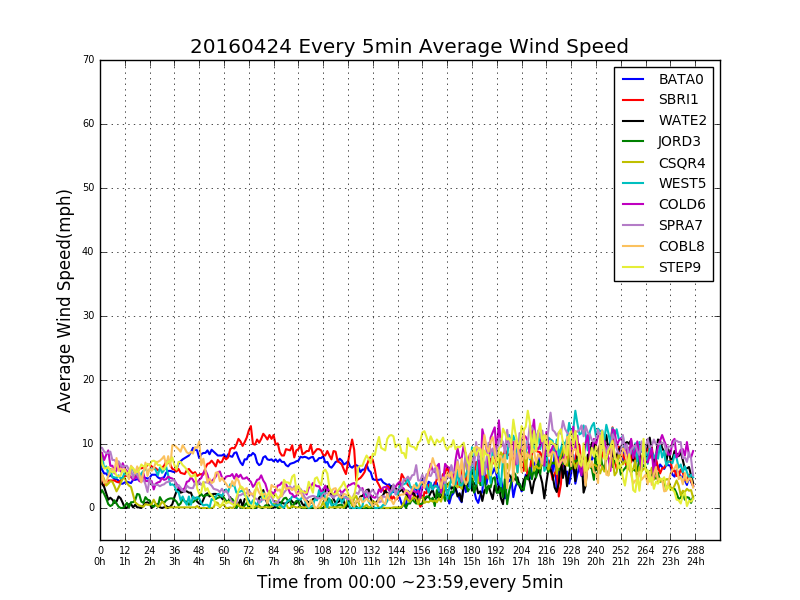 20160424 Every 5min Average Wind Speed
70
60
50
40
30
20
10
0
Average Wind Speed(mph)
BATA0
SBRI1
WATE2
JORD3
CSQR4
WEST5
COLD6
SPRA7
COBL8
STEP9
0 12 24 36 48 60 72 84 96 108 120 132 144 156 168 180 192 204 216 228 240 252 264 276 288
0h 1h 2h 3h 4h 5h 6h 7h 8h 9h 10h 11h 12h 13h 14h 15h 16h 17h 18h 19h 20h 21h 22h 23h 24h
Time from 00:00 ~23:59,every 5min